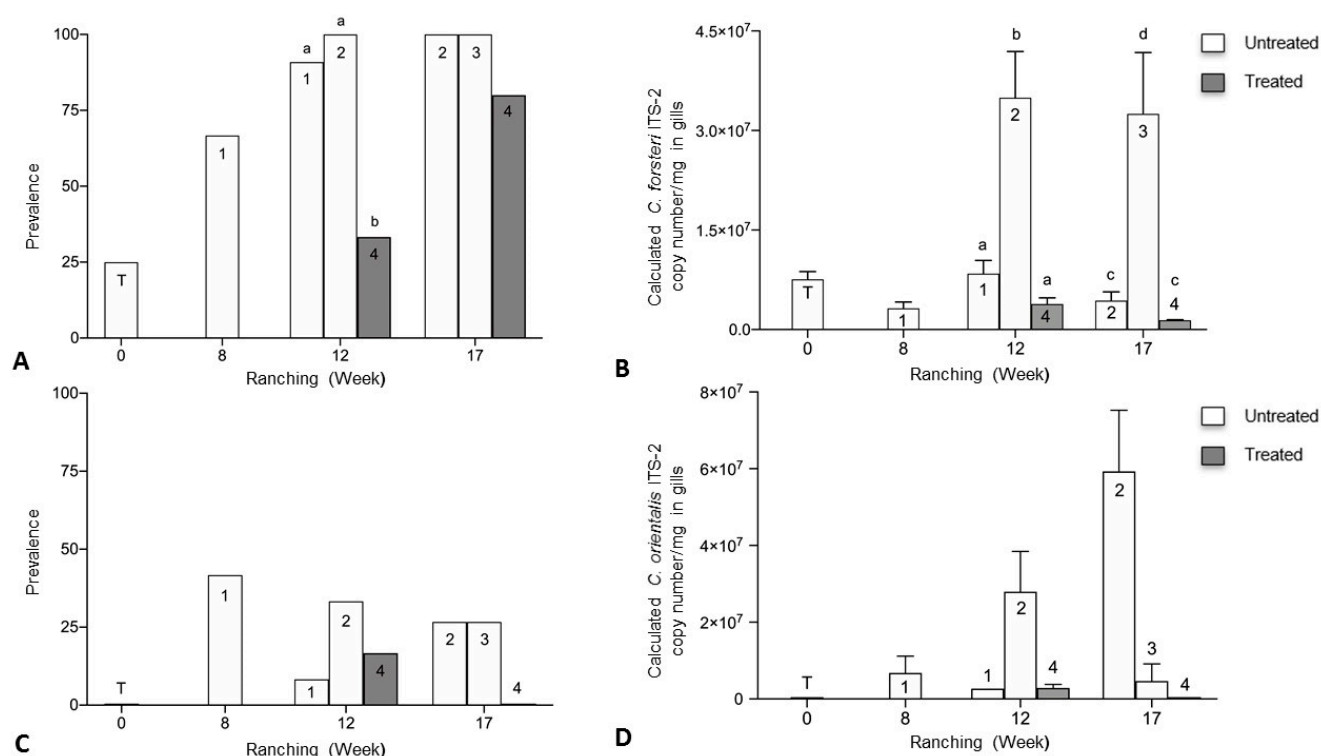 a
a
100
2
2
3
1
b
75
4
1
50
Prevalence
25
T
4
0
0
8
12
17
Ranching (Week)
A
Calculated C. forsteri ITS-2
copy number/mg in gills
4.5×10⁷
b
d
Untreated
Treated
3.0×10⁷
2
3
1.5×10⁷
a
a
c
c
T
1
1
4
2
4
0.0
0
8
12
17
Ranching (Week)
B
100
75
50
Prevalence
25
T
1
1
2
4
2
3
4
0
0
8
12
17
Ranching (Week)
C
Calculated C. orientalis ITS-2
copy number/mg in gills
8×10⁷
Untreated
Treated
6×10⁷
2
4×10⁷
2
2×10⁷
T
1
1
4
3
4
0
0
8
12
17
Ranching (Week)
D